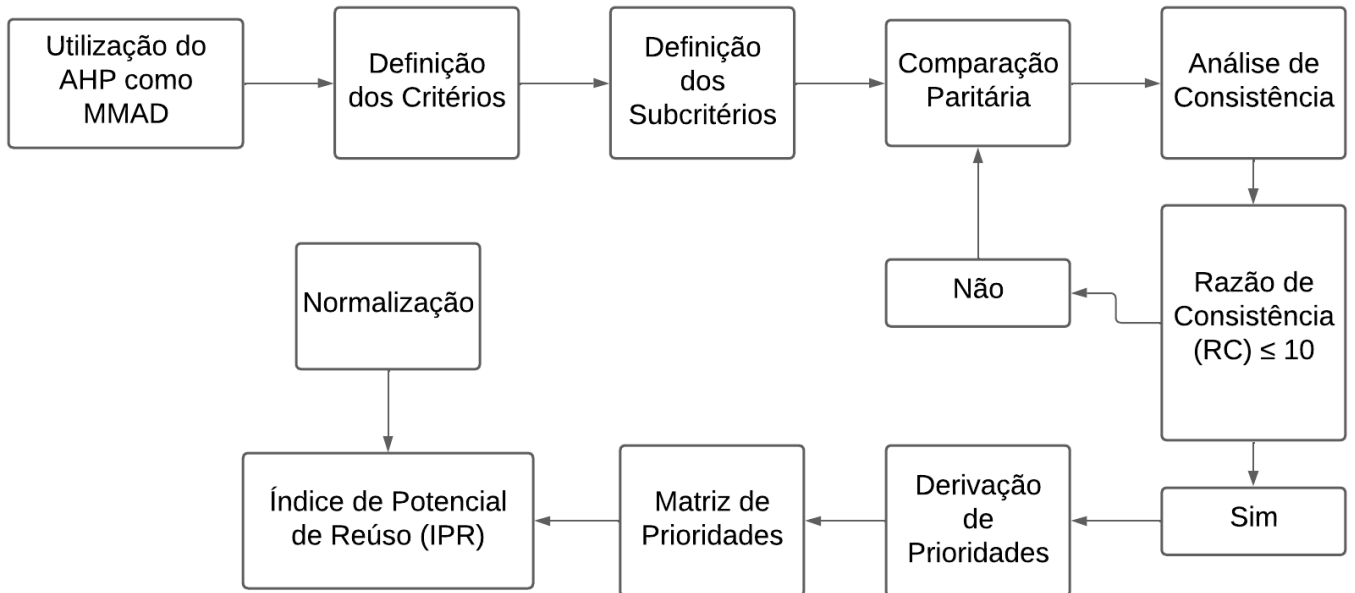 Utilização do
AHP como
MMAD
Definição
dos Critérios
Definição
dos
Subcritérios
Comparação
Paritária
Análise de
Consistência
Razão de
Consistência
(RC) ≤ 10
Não
Sim
Derivação
de
Prioridades
Matriz de
Prioridades
Índice de Potencial
de Reúso (IPR)
Normalização